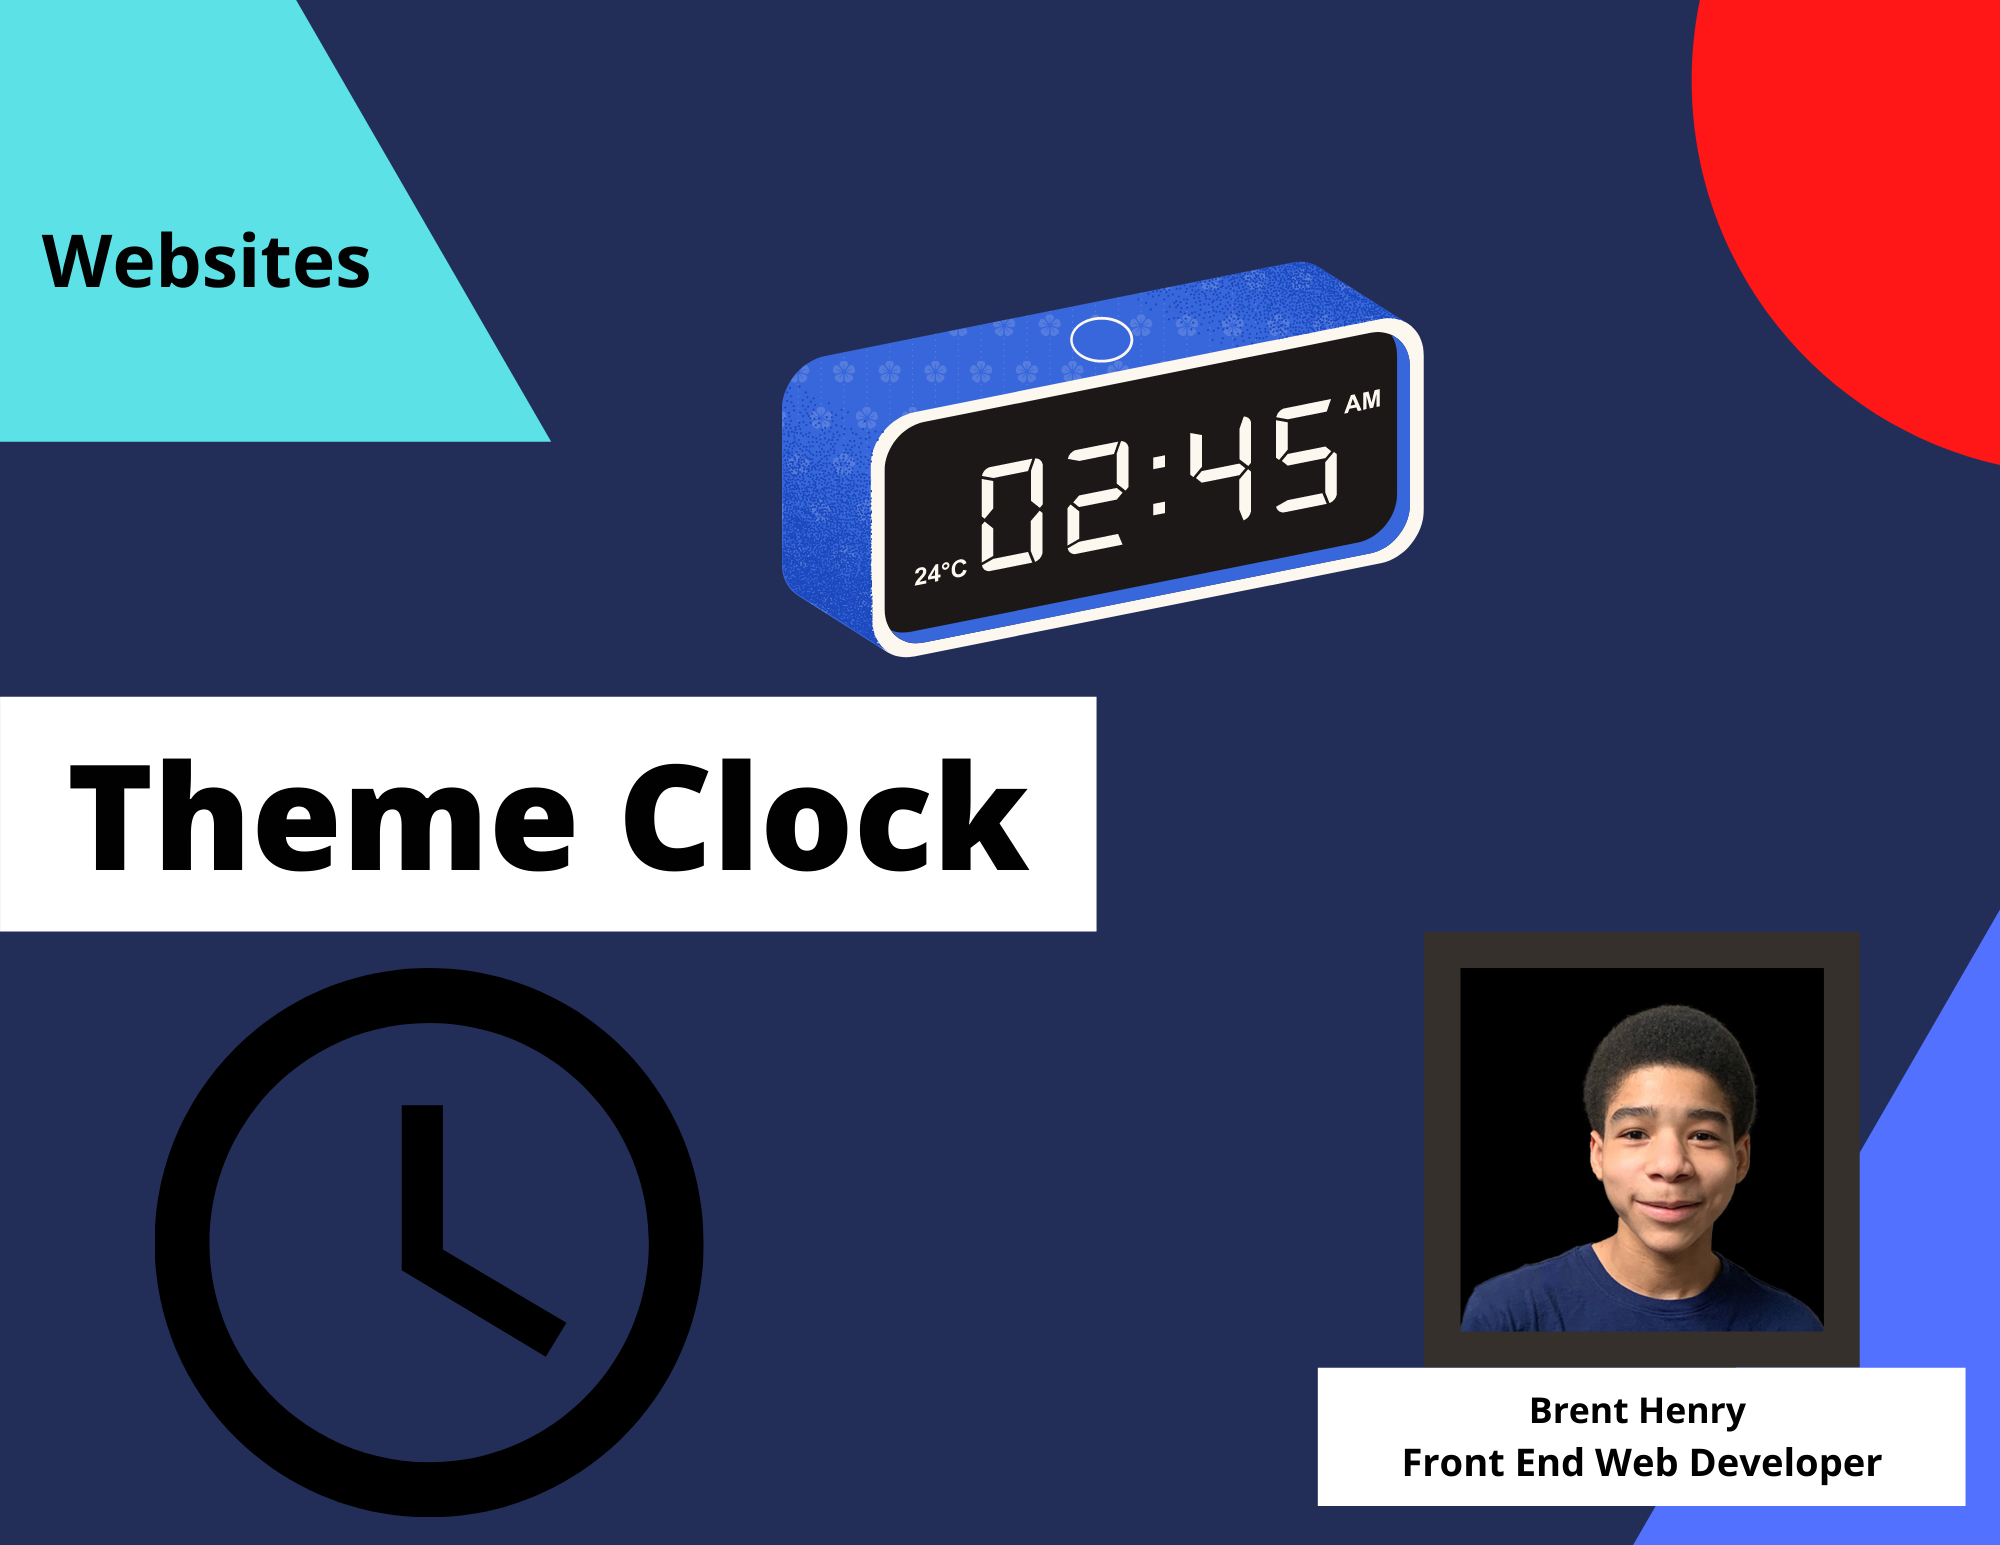 Websites
02:45 AM
24°C
Theme Clock
Brent Henry
Front End Web Developer